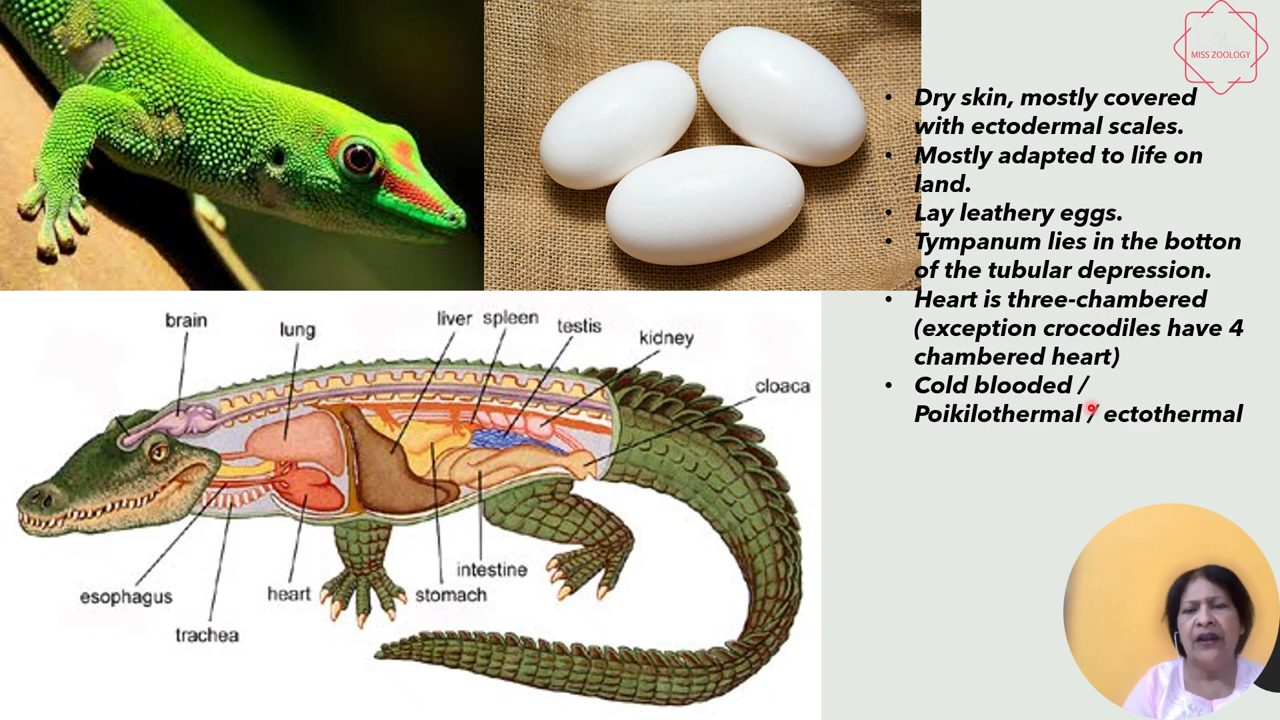 MISS ZOOLOGY
• Dry skin, mostly covered
with ectodermal scales.
• Mostly adapted to life on
land.
• Lay leathery eggs.
• Tympanum lies in the botton
of the tubular depression.
• Heart is three-chambered
(exception crocodiles have 4
chambered heart)
• Cold blooded /
Poikilothermal / ectothermal
brain
lung
liver
spleen
testis
kidney
cloaca
esophagus
trachea
heart
stomach
intestine